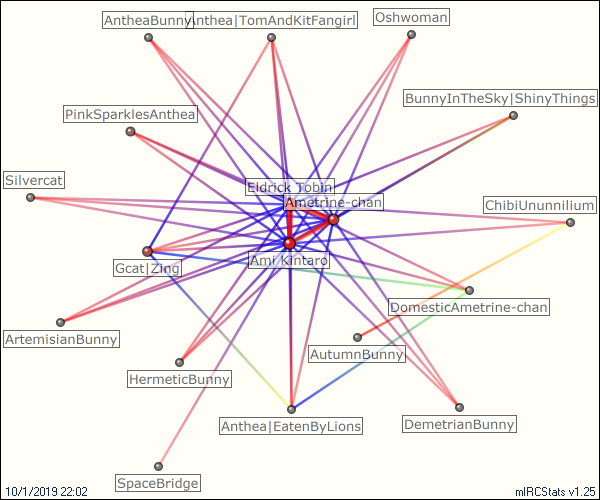 AntheaBunny
Anthea|TomAndKitFangirl
Oshwoman
BunnyInTheSky|ShinyThings
PinkSparklesAnthea
Silvercat
Eldrick Tobin
Ametrine-chan
ChibiUnunnilium
Ami Kintaro
Gcat|Zing
DomesticAmetrine-chan
ArtemisianBunny
AutumnBunny
HermeticBunny
Anthea|EatenByLions
DemetrianBunny
SpaceBridge
10/1/2019 22:02
mIRCStats v1.25